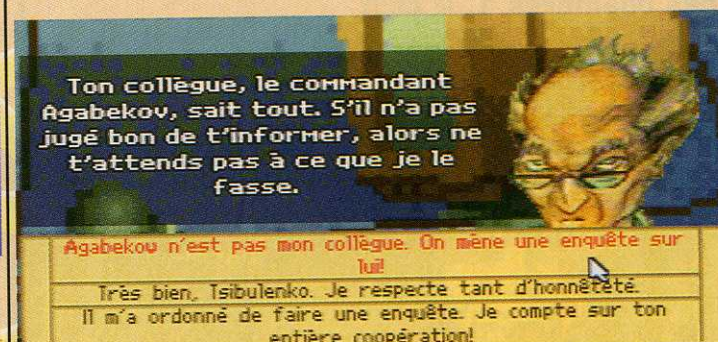 Ton collègue, le commandant
Agabekov, sait tout. S'il n'a pas
jugé bon de t'informer, alors ne
t'attends pas à ce que je le
fasse.
Agabekov n'est pas mon collègue. On mène une enquête sur
lui!
Très bien, Tsibulenko. Je respecte tant d'honnêteté.
Il m'a ordonné de faire une enquête. Je compte sur ton
entière coopération!